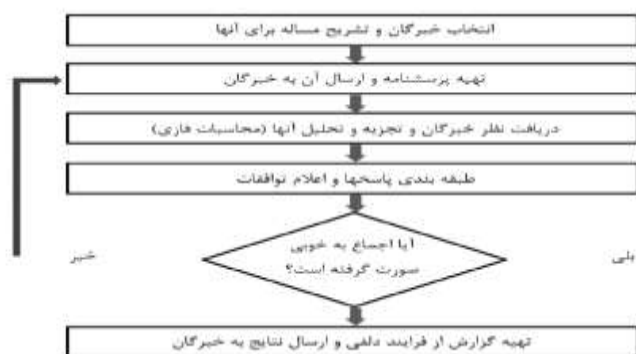 انتخاب خبرگان و تشریح مساله برای آنها
تهیه پرسشنامه و ارسال آن به خبرگان
دریافت نظر خبرگان و تجزیه و تحلیل آنها (محاسبات فازی)
طبقه بندی پاسخها و اعلام توافقات
آیا اجماع به خوبی
صورت گرفته است؟
بلی
خیر
تهیه گزارش از فرایند دلفی و ارسال نتایج به خبرگان